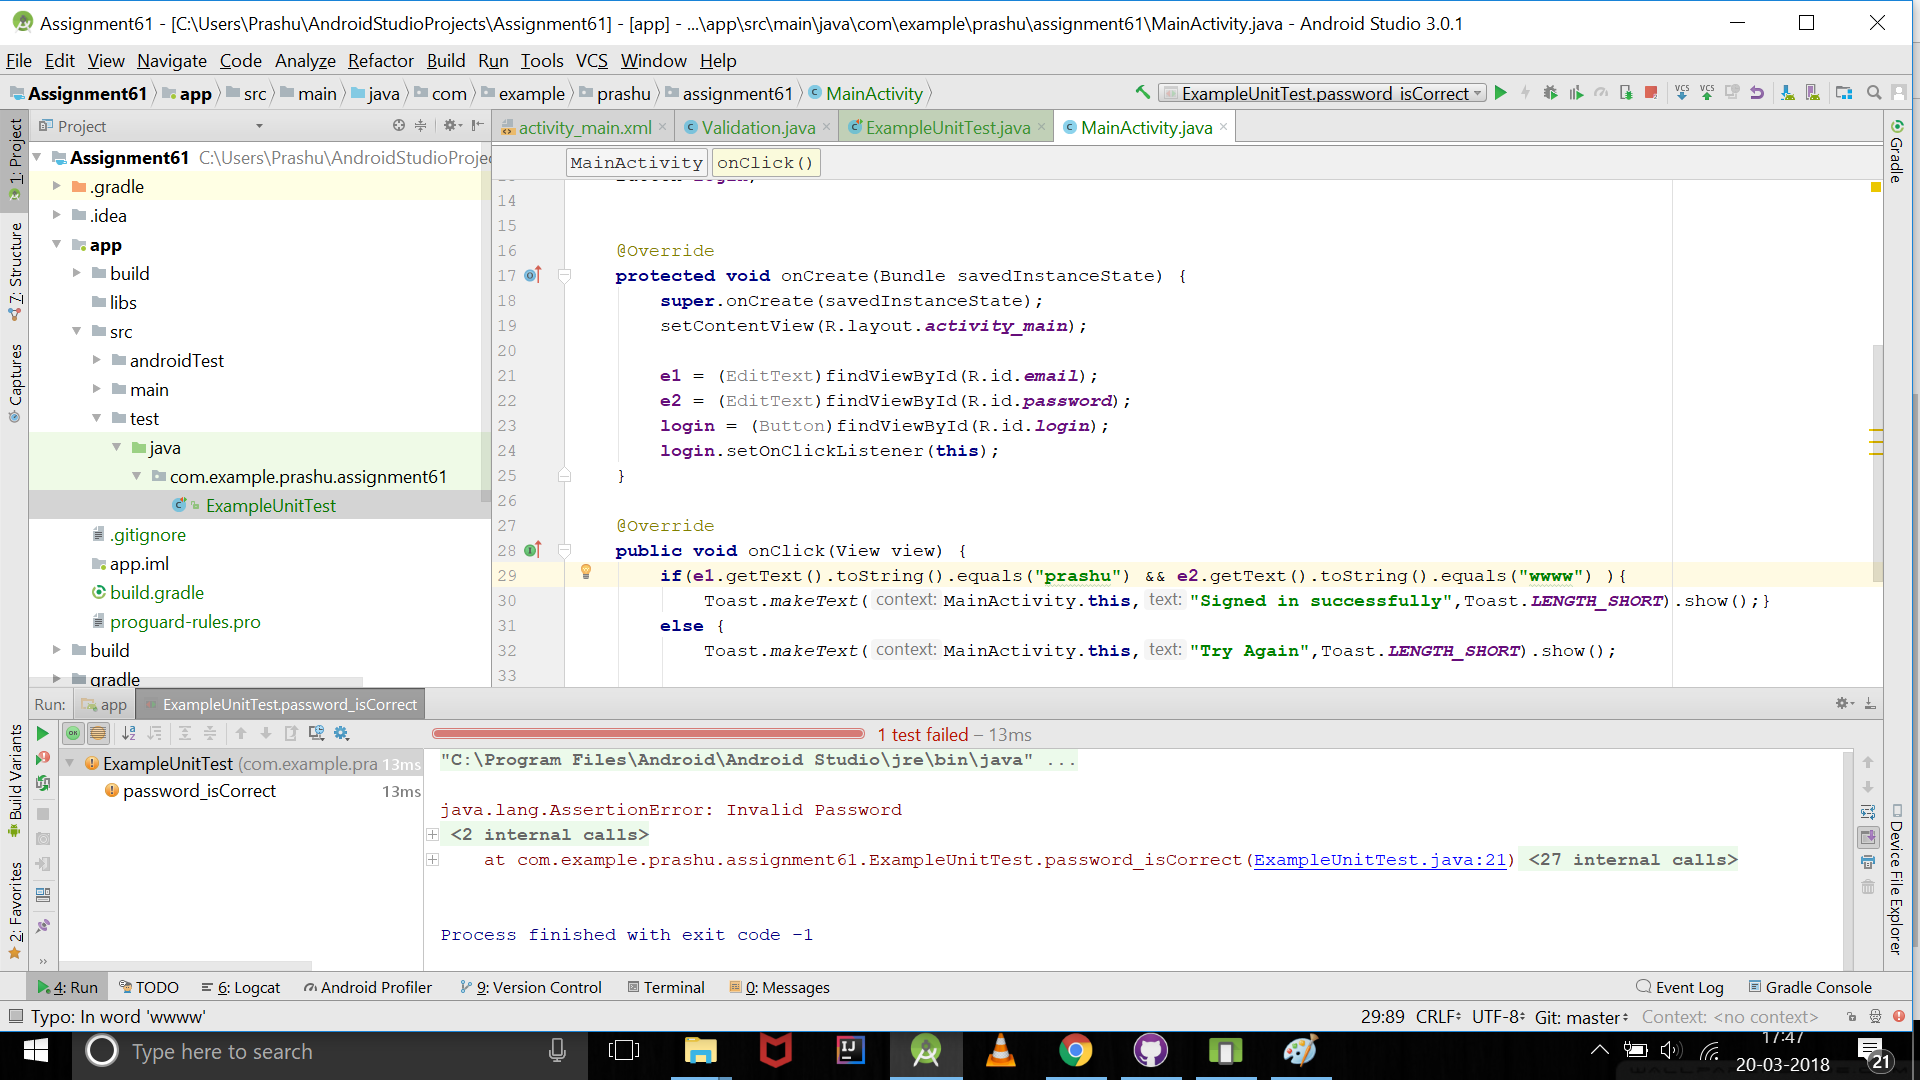 Assignment61 - [C:\Users\Prashu\AndroidStudioProjects\Assignment61] - [app] - ...\app\src\main\java\com\example\prashu\assignment61\MainActivity.java - Android Studio 3.0.1
File Edit View Navigate Code Analyze Refactor Build Run Tools VCS Window Help
Assignment61 app src main java com example prashu assignment61 MainActivity ExampleUnitTest.password_isCorrect VCS VCS
Project activity_main.xml Validation.java ExampleUnitTest.java MainActivity.java
MainActivity onClick()
1: Project
7: Structure
Captures
Build Variants
2: Favorites
Gradle
Device File Explorer
Assignment61 C:\Users\Prashu\AndroidStudioProje
.gradle
.idea
app
build
libs
src
androidTest
main
test
java
com.example.prashu.assignment61
ExampleUnitTest
.gitignore
app.iml
build.gradle
proguard-rules.pro
build
gradle
14
15
16 @Override
17 protected void onCreate(Bundle savedInstanceState) {
18 super.onCreate(savedInstanceState);
19 setContentView(R.layout.activity_main);
20
21 e1 = (EditText)findViewById(R.id.email);
22 e2 = (EditText)findViewById(R.id.password);
23 login = (Button)findViewById(R.id.login);
24 login.setOnClickListener(this);
25 }
26
27 @Override
28 public void onClick(View view) {
29 if(e1.getText().toString().equals("prashu") && e2.getText().toString().equals("wwww") ){
30 Toast.makeText( context: MainActivity.this, text: "Signed in successfully",Toast.LENGTH_SHORT).show();}
31 else {
32 Toast.makeText( context: MainActivity.this, text: "Try Again",Toast.LENGTH_SHORT).show();
33
Run: app ExampleUnitTest.password_isCorrect
1 test failed – 13ms
ExampleUnitTest (com.example.pra 13ms
password_isCorrect 13ms
"C:\Program Files\Android\Android Studio\jre\bin\java" ...
java.lang.AssertionError: Invalid Password
<2 internal calls>
at com.example.prashu.assignment61.ExampleUnitTest.password_isCorrect(ExampleUnitTest.java:21) <27 internal calls>
Process finished with exit code -1
4: Run TODO 6: Logcat Android Profiler 9: Version Control Terminal 0: Messages Event Log Gradle Console
Typo: In word 'wwww' 29:89 CRLF UTF-8 Git: master Context: <no context>
Type here to search
17:47
20-03-2018
21